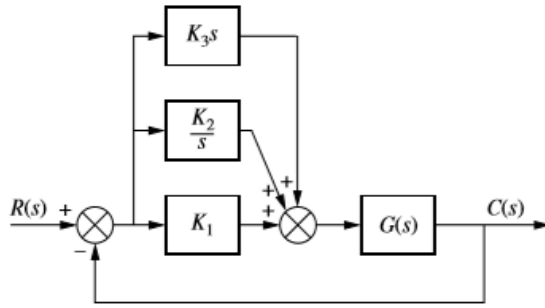 K₃s
K₂
s
+
+
+
R(s) + K₁ G(s) C(s)
−